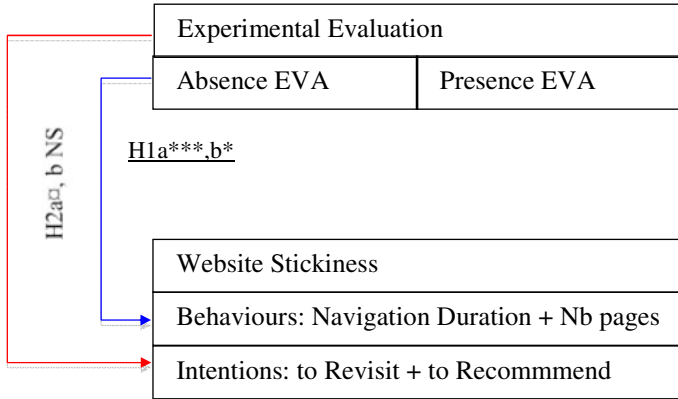 Experimental Evaluation
Absence EVA
Presence EVA
H1a***,b*
H2a¤, b NS
Website Stickiness
Behaviours: Navigation Duration + Nb pages
Intentions: to Revisit + to Recommmend